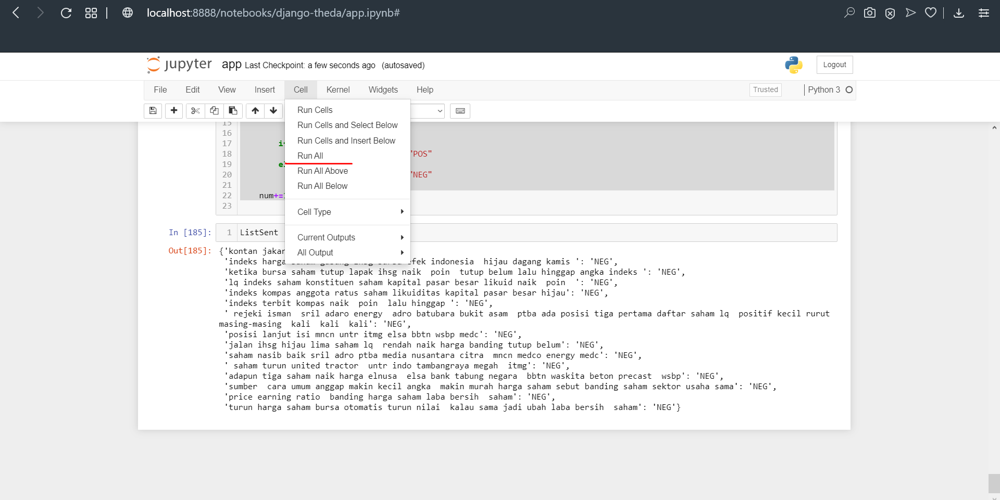 localhost:8888/notebooks/django-theda/app.ipynb#
jupyter app Last Checkpoint: a few seconds ago (autosaved)
Logout
File Edit View Insert Cell Kernel Widgets Help
Trusted
Python 3
Run Cells
Run Cells and Select Below
Run Cells and Insert Below
Run All
Run All Above
Run All Below
Cell Type
Current Outputs
All Output
15
16
17
18 "POS"
19
20 "NEG"
21
22 num+=
23
In [185]: 1 ListSent
Out[185]: {'kontan
'indeks efek indonesia  hijau dagang kamis ': 'NEG',
'ketika bursa saham tutup lapak ihsg naik  poin  tutup belum lalu hinggap angka indeks ': 'NEG',
'lq indeks saham konstituen saham kapital pasar besar likuid naik  poin  ': 'NEG',
'indeks kompas anggota ratus saham likuiditas kapital pasar besar hijau': 'NEG',
'indeks terbit kompas naik  poin  lalu hinggap ': 'NEG',
' rejeki isman  sril adaro energy  adro batubara bukit asam  ptba ada posisi tiga pertama daftar saham lq  positif kecil rurut
masing-masing  kali  kali  kali': 'NEG',
'posisi lanjut isi mncn untr itmg elsa bbtn wsbp medc': 'NEG',
'jalan ihsg hijau lima saham lq  rendah naik harga banding tutup belum': 'NEG',
'saham nasib baik sril adro ptba media nusantara citra  mncn medco energy medc': 'NEG',
' saham turun united tractor  untr indo tambangraya megah  itmg': 'NEG',
'adapun tiga saham naik harga elnusa  elsa bank tabung negara  bbtn waskita beton precast  wsbp': 'NEG',
'sumber  cara umum anggap makin kecil angka  makin murah harga saham sebut banding saham sektor usaha sama': 'NEG',
'price earning ratio  banding harga saham laba bersih  saham': 'NEG',
'turun harga saham bursa otomatis turun nilai  kalau sama jadi ubah laba bersih  saham': 'NEG'}